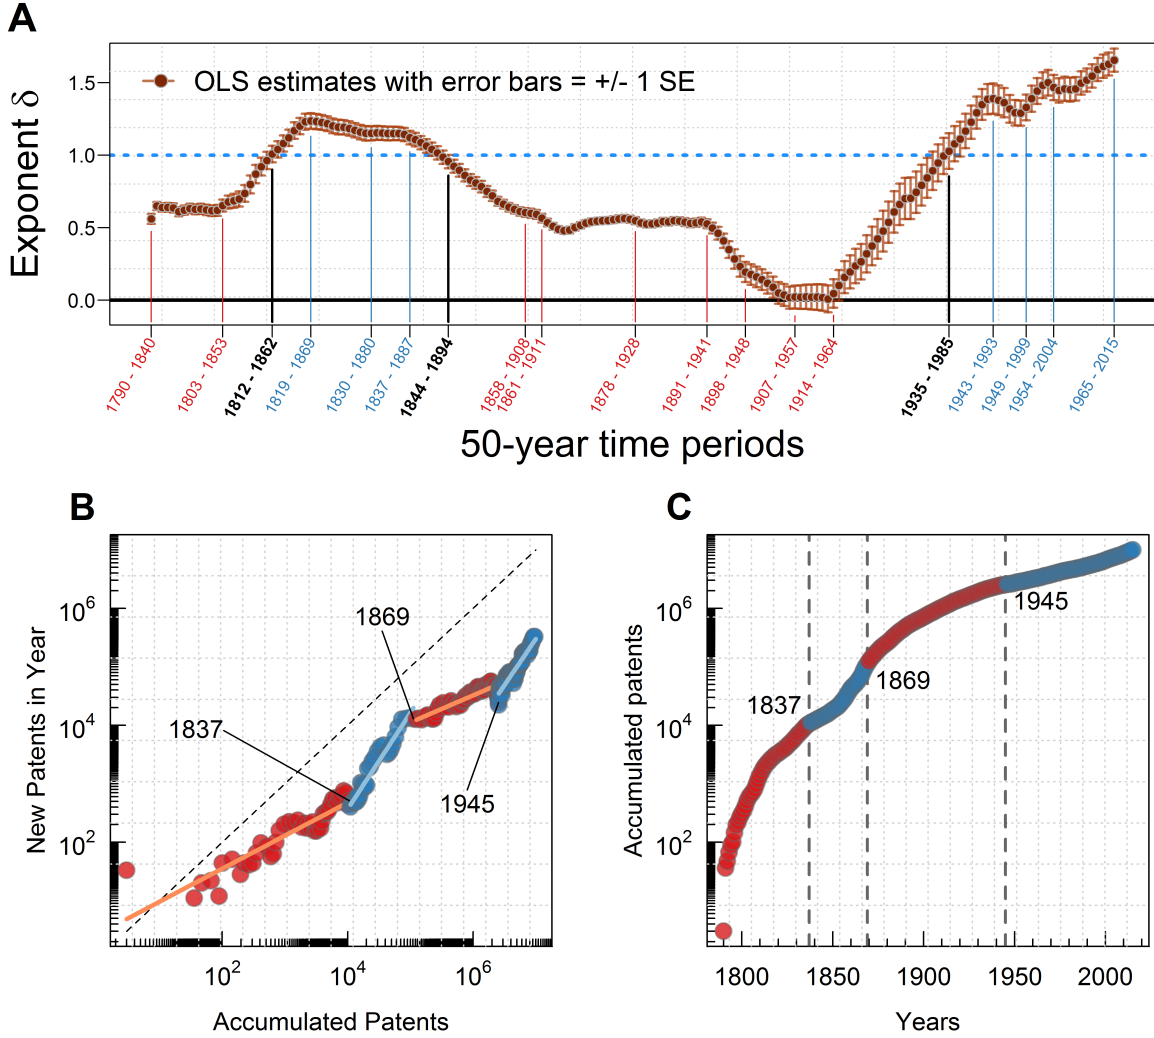 A
Exponent δ
1.5
1.0
0.5
0.0
OLS estimates with error bars = +/- 1 SE
1790 - 1840
1803 - 1853
1812 - 1862
1819 - 1869
1830 - 1880
1837 - 1887
1844 - 1894
1858 - 1908
1861 - 1911
1878 - 1928
1891 - 1941
1898 - 1948
1907 - 1957
1914 - 1964
1935 - 1985
1943 - 1993
1949 - 1999
1954 - 2004
1965 - 2015
50-year time periods
B
New Patents in Year
10^6
10^4
10^2
1869
1837
1945
10^2 10^4 10^6
Accumulated Patents
C
Accumulated patents
10^6
10^4
10^2
1945
1869
1837
1800 1850 1900 1950 2000
Years